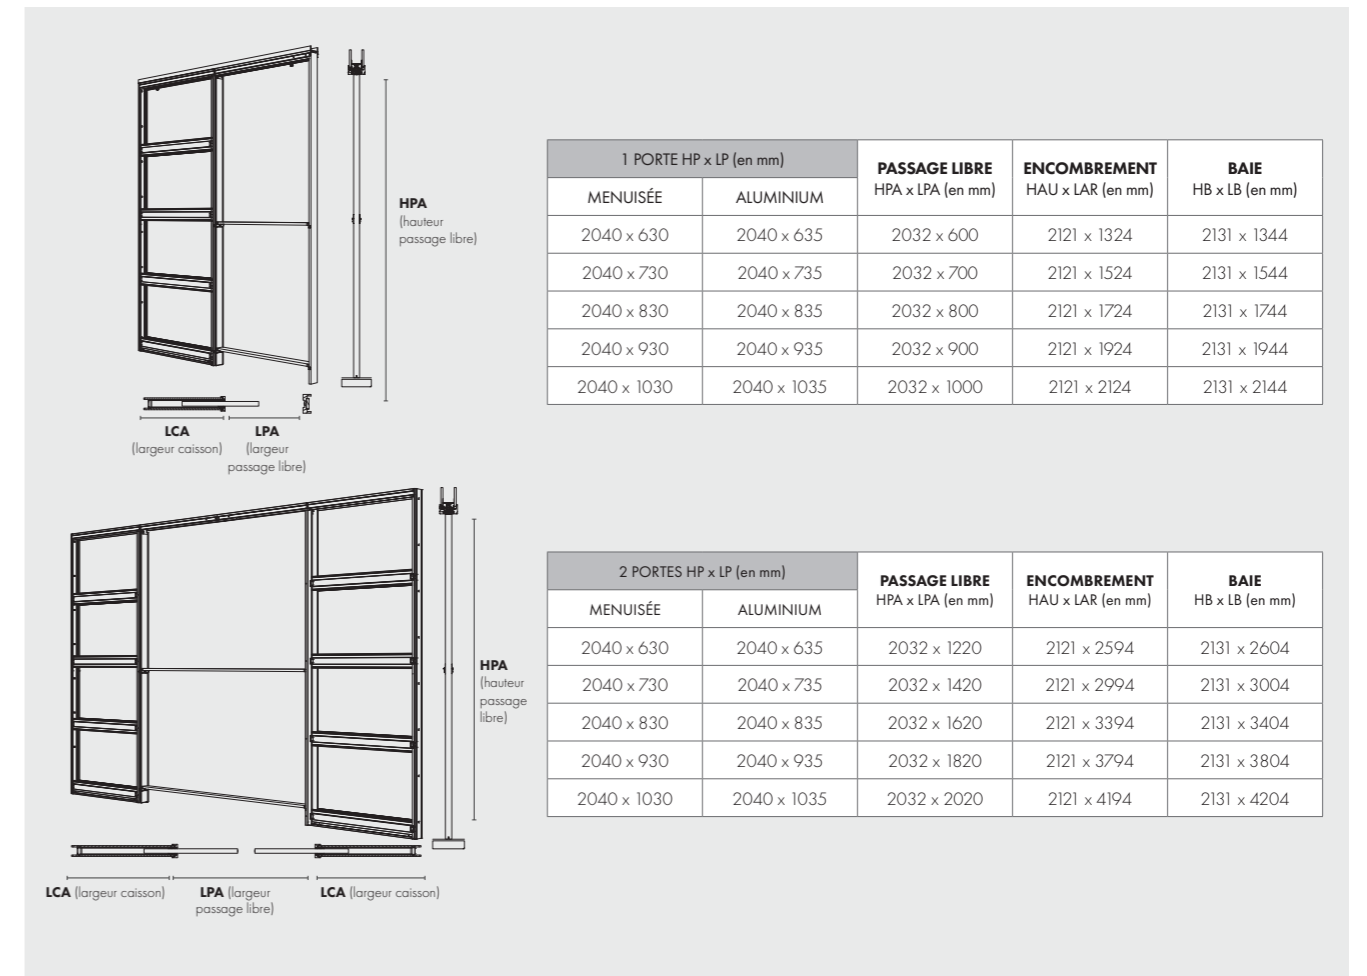 HPA
(hauteur
passage libre)
LCA
(largeur caisson)
LPA
(largeur
passage libre)
1 PORTE HP x LP (en mm)
PASSAGE LIBRE
HPA x LPA (en mm)
ENCOMBREMENT
HAU x LAR (en mm)
BAIE
HB x LB (en mm)
MENUISÉE
ALUMINIUM
2040 x 630 2040 x 635 2032 x 600 2121 x 1324 2131 x 1344
2040 x 730 2040 x 735 2032 x 700 2121 x 1524 2131 x 1544
2040 x 830 2040 x 835 2032 x 800 2121 x 1724 2131 x 1744
2040 x 930 2040 x 935 2032 x 900 2121 x 1924 2131 x 1944
2040 x 1030 2040 x 1035 2032 x 1000 2121 x 2124 2131 x 2144
HPA
(hauteur
passage
libre)
LCA (largeur caisson)
LPA (largeur
passage libre)
LCA (largeur caisson)
2 PORTES HP x LP (en mm)
PASSAGE LIBRE
HPA x LPA (en mm)
ENCOMBREMENT
HAU x LAR (en mm)
BAIE
HB x LB (en mm)
MENUISÉE
ALUMINIUM
2040 x 630 2040 x 635 2032 x 1220 2121 x 2594 2131 x 2604
2040 x 730 2040 x 735 2032 x 1420 2121 x 2994 2131 x 3004
2040 x 830 2040 x 835 2032 x 1620 2121 x 3394 2131 x 3404
2040 x 930 2040 x 935 2032 x 1820 2121 x 3794 2131 x 3804
2040 x 1030 2040 x 1035 2032 x 2020 2121 x 4194 2131 x 4204